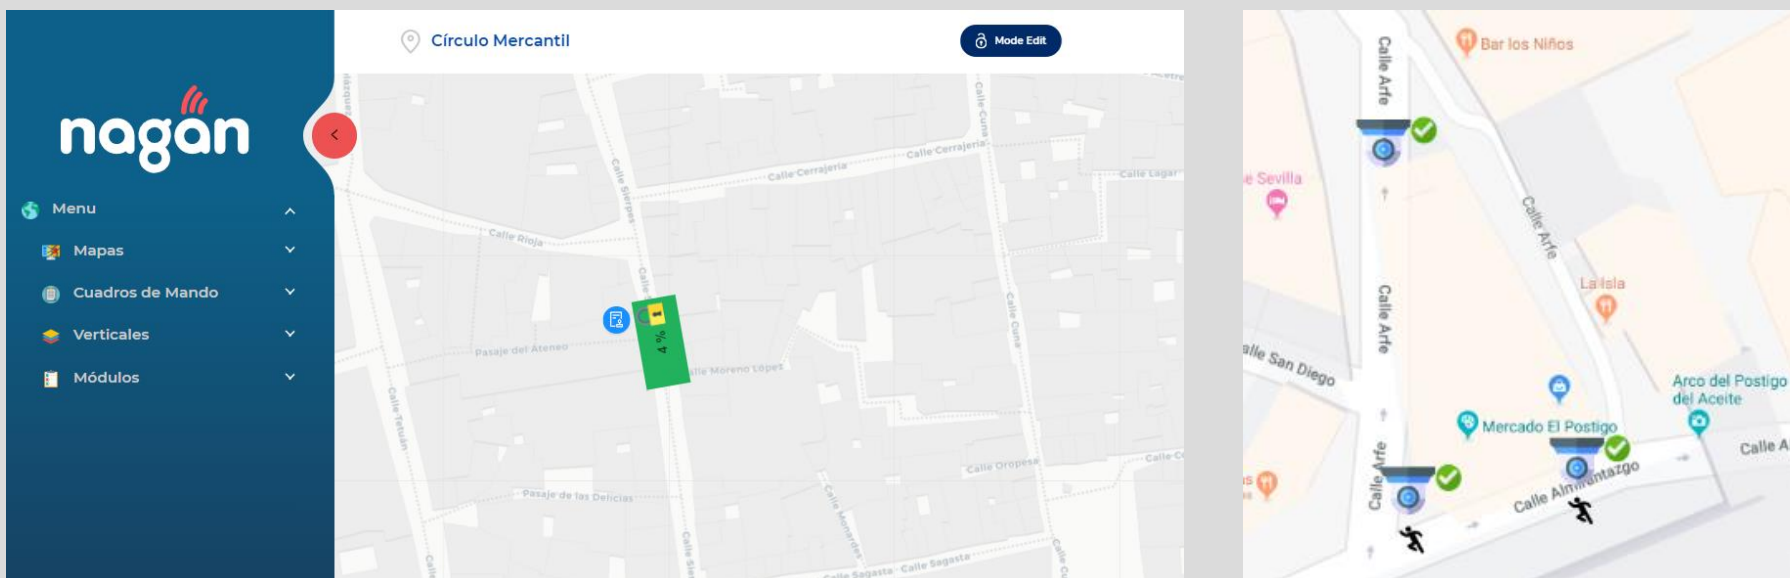 nagan
Menu
Mapas
Cuadros de Mando
Verticales
Módulos
Círculo Mercantil
Mode Edit
Calle Cuna
Calle Cerrajería
Calle Cerrajería
Calle Lagar
Calle Sierpes
Calle Rioja
4 %
Pasaje del Ateneo
Calle Cuna
Calle Tetuán
Calle Oropesa
Pasaje de las Delicias
Calle Monardes
Calle Sagasta
Calle Sagasta
Calle Arfe
Bar los Niños
e Sevilla
Calle Arfe
La Isla
Calle Arfe
alle San Diego
Arco del Postigo
del Aceite
Mercado El Postigo
Calle A
Calle Arfe
Calle Almirantazgo